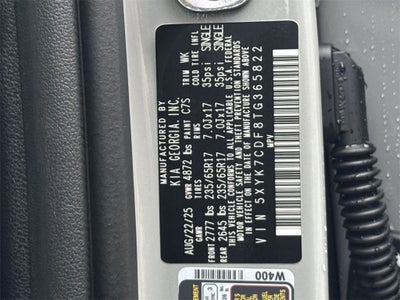 MANUFACTURED BY
KIA GEORGIA, INC.
AUG/22/25 GVWR 4872 lbs PAINT C7S TRIM WK
GAWR TIRES RIMS COLD TIRE INFL
FRONT 2777 lbs 235/65R17 7.0Jx17 35psi SINGLE
REAR 2645 lbs 235/65R17 7.0Jx17 35psi SINGLE
THIS VEHICLE CONFORMS TO ALL APPLICABLE FEDERAL
MOTOR VEHICLE SAFETY, BUMPER, AND THEFT PREVENTION STANDARDS
IN EFFECT ON THE DATE OF MANUFACTURE SHOWN ABOVE.
VIN 5XYK7CDF8TG365822
MPV
W400